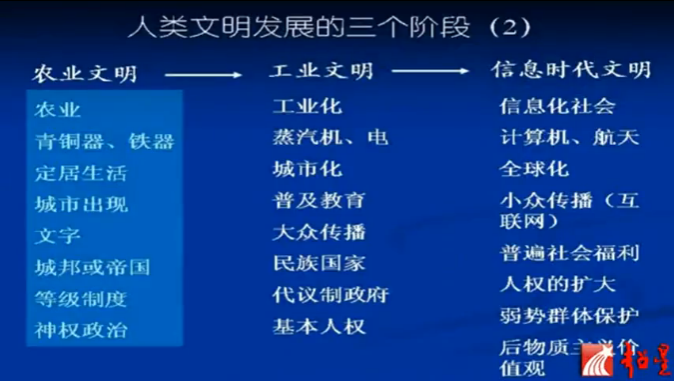 人类文明发展的三个阶段（2）
农业文明 工业文明 信息时代文明
农业 工业化 信息化社会
青铜器、铁器 蒸汽机、电 计算机、航天
定居生活 城市化 全球化
城市出现 普及教育 小众传播（互
联网）
文字 大众传播 普遍社会福利
城邦或帝国 民族国家 人权的扩大
等级制度 代议制政府 弱势群体保护
神权政治 基本人权 后物质主义价
值观